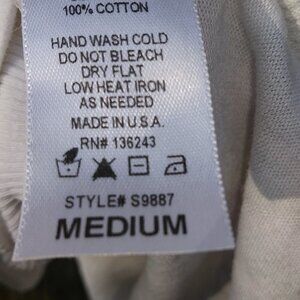 100% COTTON
HAND WASH COLD
DO NOT BLEACH
DRY FLAT
LOW HEAT IRON
AS NEEDED
MADE IN U.S.A.
RN# 136243
STYLE# S9887
MEDIUM